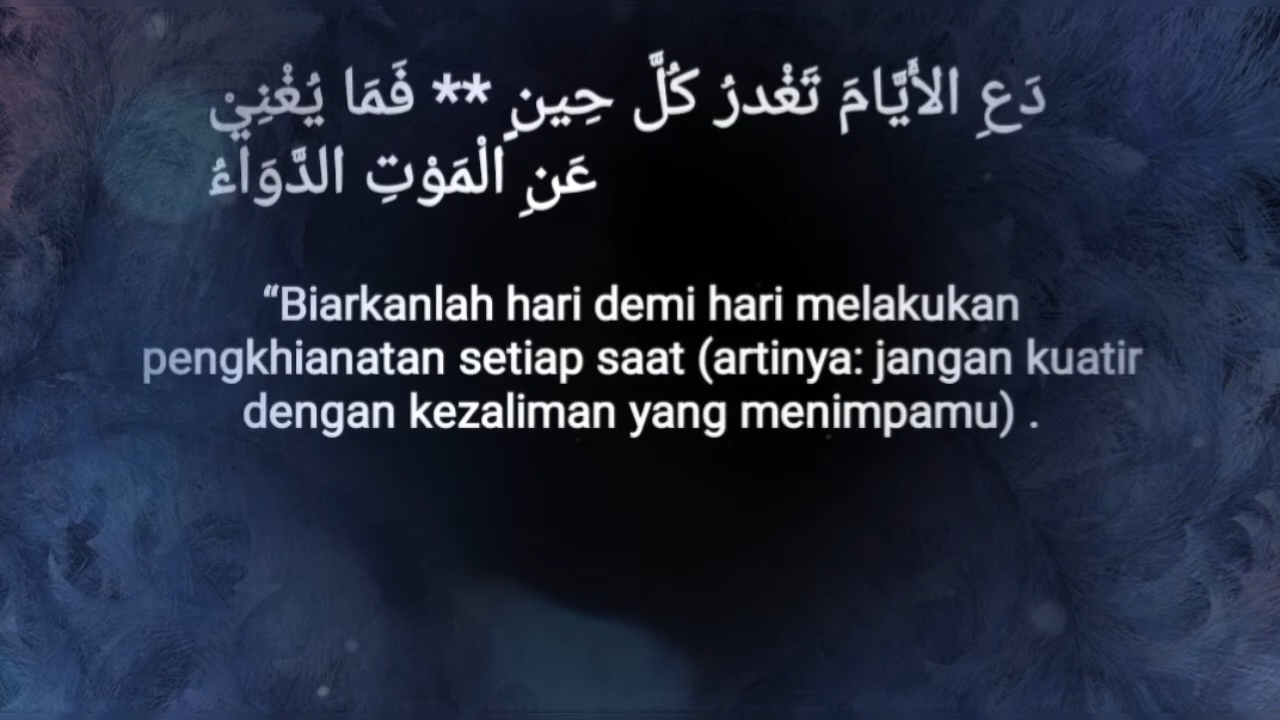 دَعِ الأَيَّامَ تَغْدرُ كُلَّ حِينٍ ** فَمَا يُغْنِيْ
عَنِ الْمَوْتِ الدَّوَاءُ
“Biarkanlah hari demi hari melakukan
pengkhianatan setiap saat (artinya: jangan kuatir
dengan kezaliman yang menimpamu) .